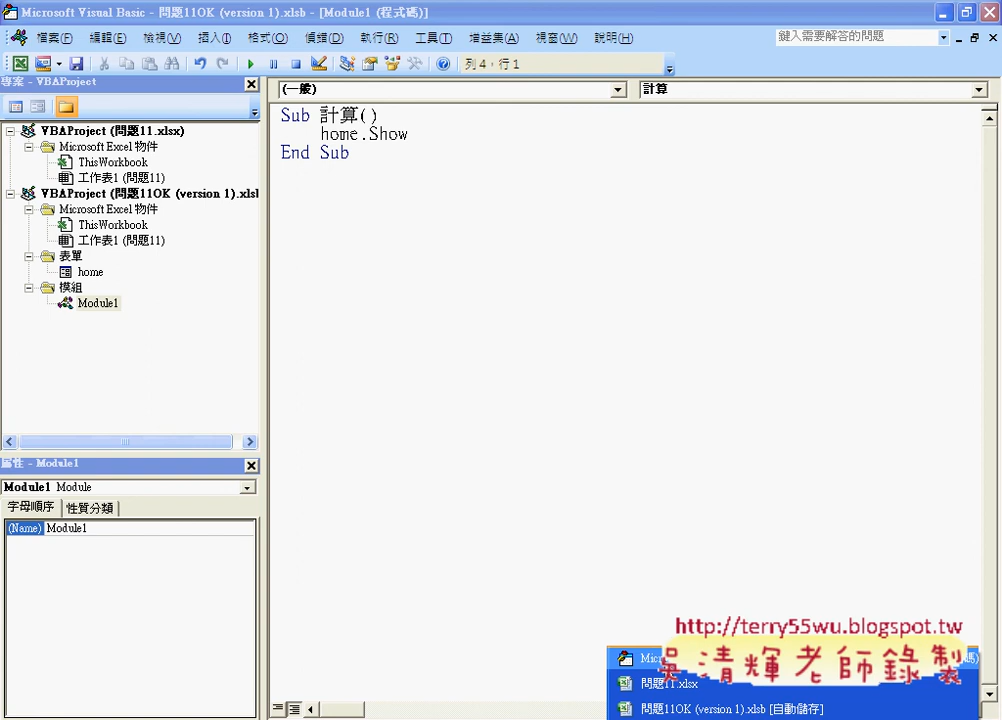 Microsoft Visual Basic - 問題11OK (version 1).xlsb - [Module1 (程式碼)]
檔案(F) 編輯(E) 檢視(V) 插入(I) 格式(O) 偵錯(D) 執行(R) 工具(T) 增益集(A) 視窗(W) 說明(H) 鍵入需要解答的問題
列 4，行 1
專案 - VBAProject
(一般) 計算
Sub 計算()
home.Show
End Sub
VBAProject (問題11.xlsx)
Microsoft Excel 物件
ThisWorkbook
工作表1 (問題11)
VBAProject (問題11OK (version 1).xlsb
Microsoft Excel 物件
ThisWorkbook
工作表1 (問題11)
表單
home
模組
Module1
屬性 - Module1
Module1 Module
字母順序 性質分類
(Name) Module1
http://terry55wu.blogspot.tw
吳清輝老師錄製
問題11.xlsx
問題11OK (version 1).xlsb [自動儲存]